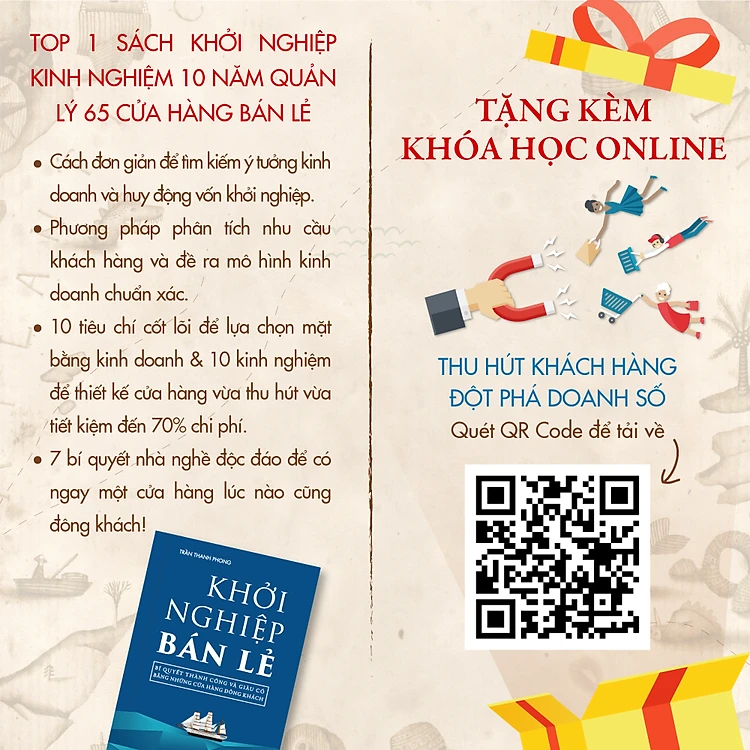 TOP 1 SÁCH KHỞI NGHIỆP
KINH NGHIỆM 10 NĂM QUẢN
LÝ 65 CỬA HÀNG BÁN LẺ
• Cách đơn giản để tìm kiếm ý tưởng kinh
doanh và huy động vốn khởi nghiệp.
• Phương pháp phân tích nhu cầu
khách hàng và đề ra mô hình kinh
doanh chuẩn xác.
• 10 tiêu chí cốt lõi để lựa chọn mặt
bằng kinh doanh & 10 kinh nghiệm
để thiết kế cửa hàng vừa thu hút vừa
tiết kiệm đến 70% chi phí.
• 7 bí quyết nhà nghề độc đáo để có
ngay một cửa hàng lúc nào cũng
đông khách!
TRẦN THANH PHONG
KHỞI
NGHIỆP
BÁN LẺ
BÍ QUYẾT THÀNH CÔNG VÀ GIÀU CÓ
BẰNG NHỮNG CỬA HÀNG ĐÔNG KHÁCH
TẶNG KÈM
KHÓA HỌC ONLINE
THU HÚT KHÁCH HÀNG
ĐỘT PHÁ DOANH SỐ
Quét QR Code để tải về